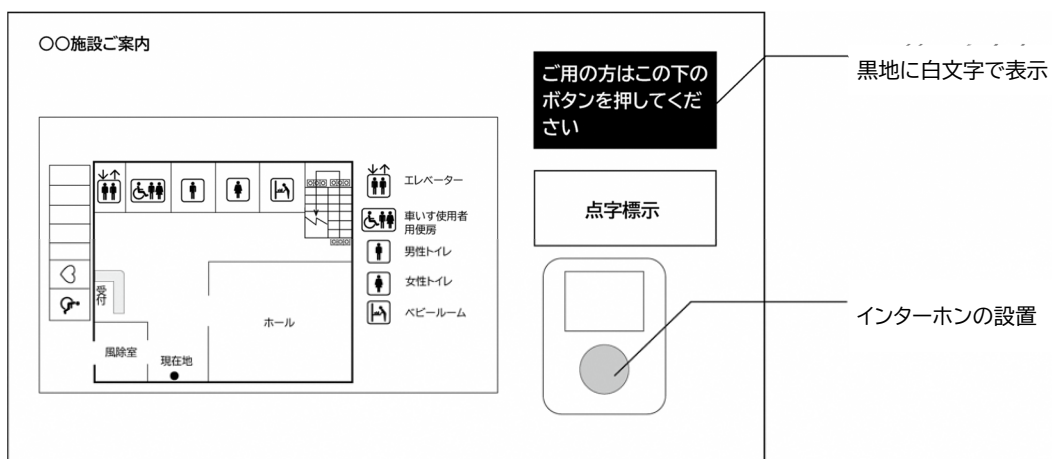 〇〇施設ご案内
ご用の方はこの下の
ボタンを押してくだ
さい
黒地に白文字で表示
点字標示
エレベーター
車いす使用者
用便房
男性トイレ
女性トイレ
ベビールーム
受付
ホール
風除室
現在地
インターホンの設置